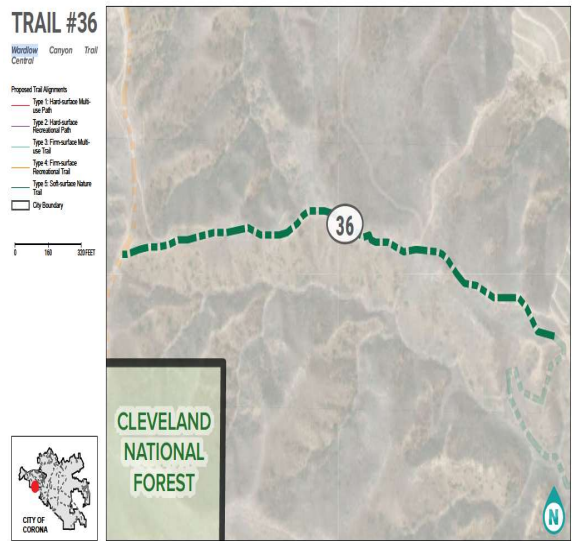 TRAIL #36
Wardlow Canyon Trail
Central
Proposed Trail Alignments
Type 1: Hard-surface Multi-
use Path
Type 2: Hard-surface
Recreational Path
Type 3: Firm-surface Multi-
use Trail
Type 4: Firm-surface
Recreational Trail
Type 5: Soft-surface Nature
Trail
City Boundary
0 160 320 FEET
36
CLEVELAND
NATIONAL
FOREST
CITY OF
CORONA
N